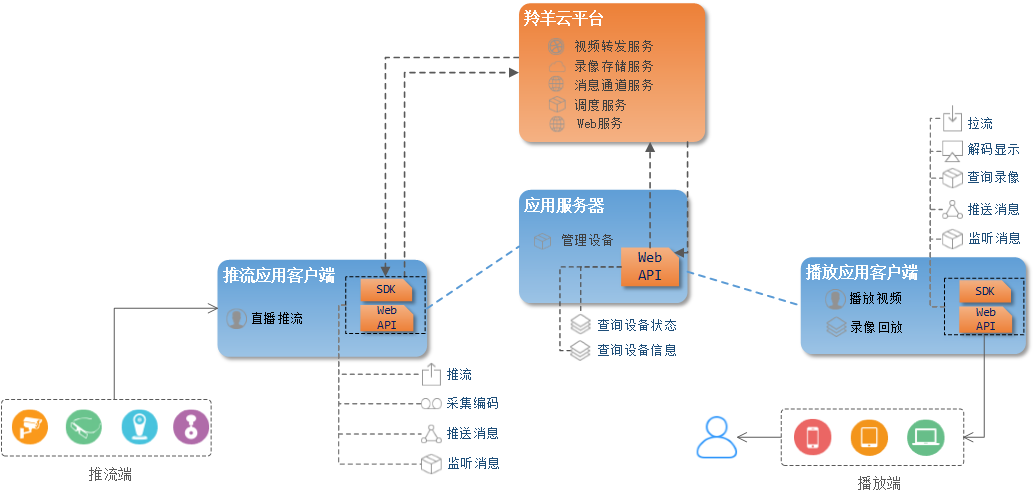 羚羊云平台
视频转发服务
录像存储服务
消息通道服务
调度服务
Web服务
应用服务器
管理设备
Web
API
查询设备状态
查询设备信息
推流应用客户端
直播推流
SDK
Web
API
推流
采集编码
推送消息
监听消息
推流端
拉流
解码显示
查询录像
推送消息
监听消息
播放应用客户端
播放视频
录像回放
SDK
Web
API
播放端